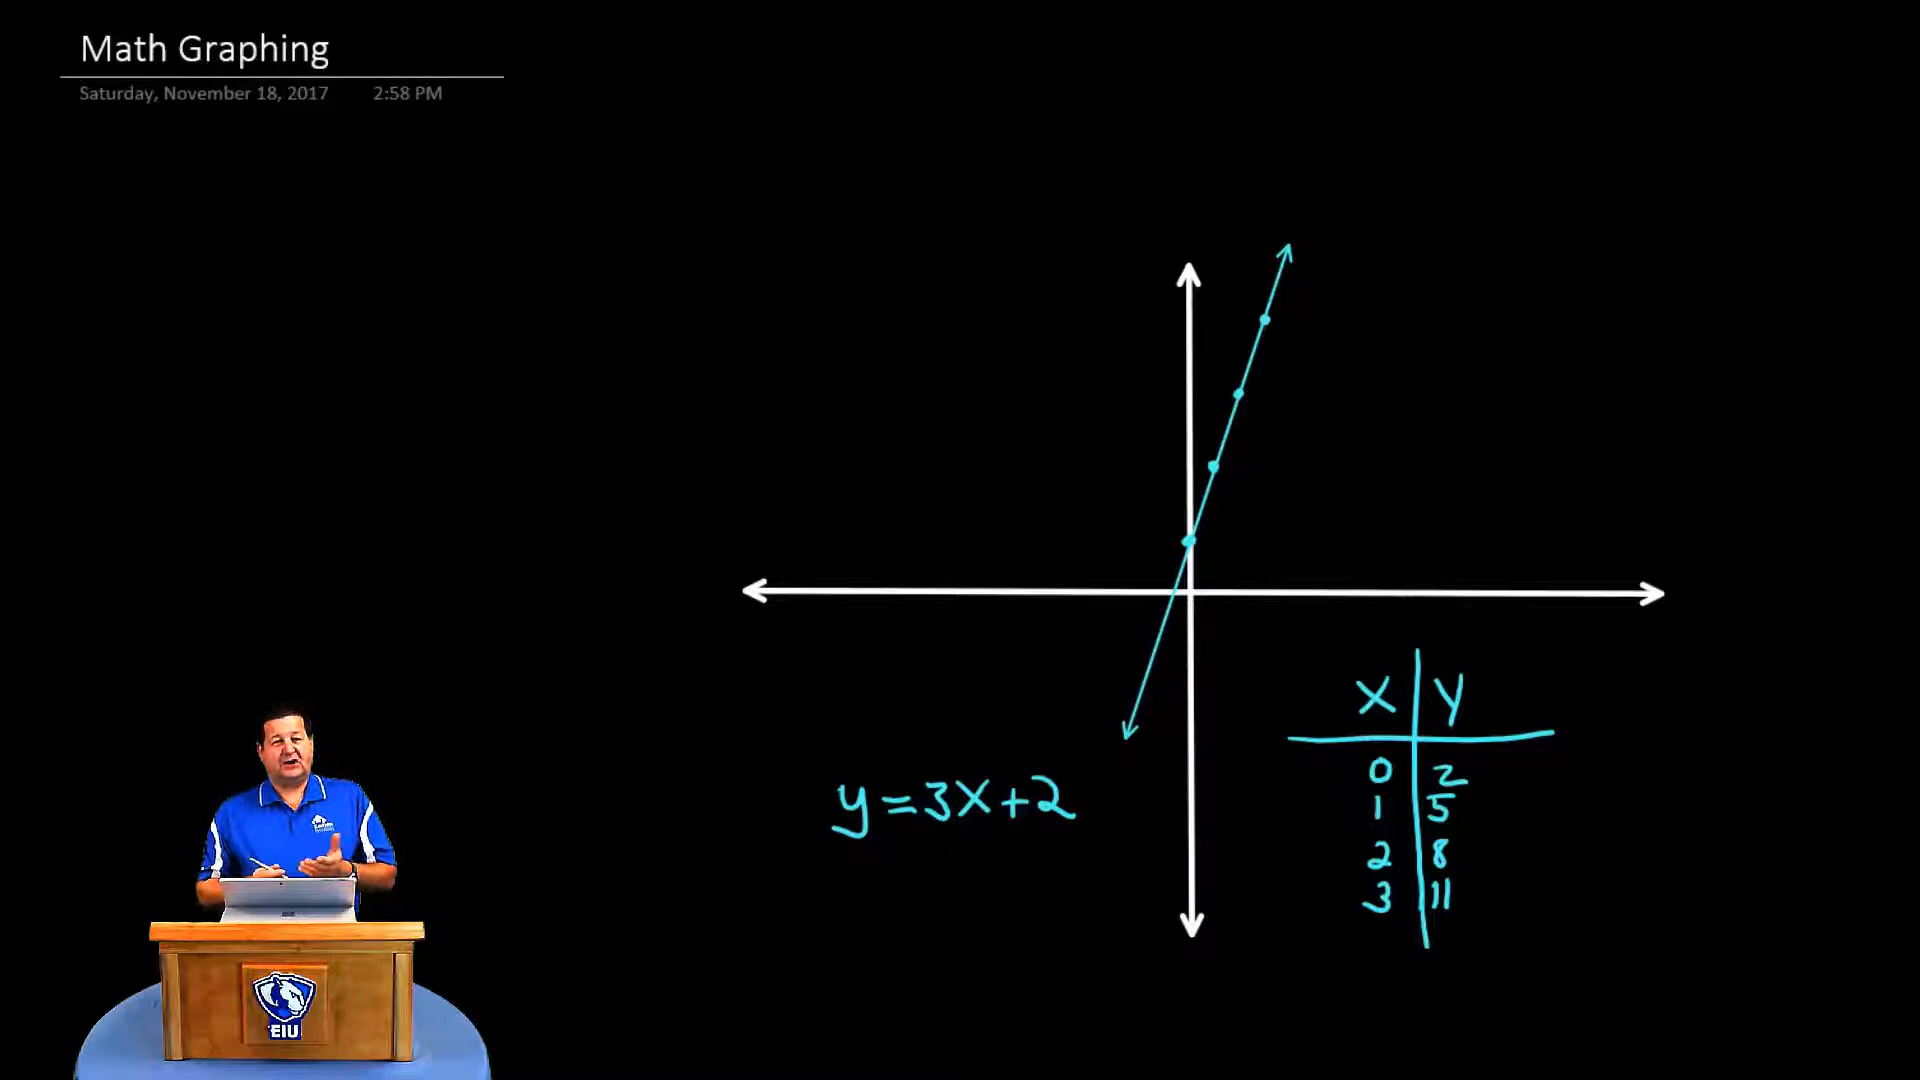 Math Graphing
Saturday, November 18, 2017 2:58 PM
y=3x+2
X Y
0 2
1 5
2 8
3 11
EIU